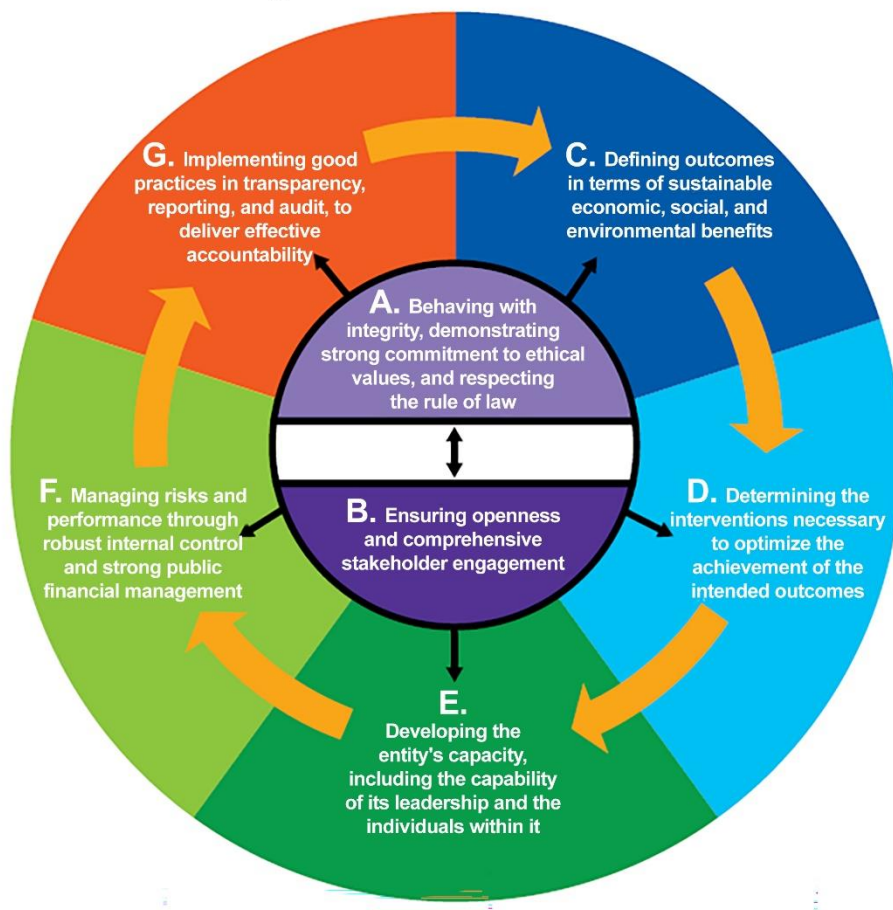 A. Behaving with
integrity, demonstrating
strong commitment to ethical
values, and respecting
the rule of law
B. Ensuring openness
and comprehensive
stakeholder engagement
C. Defining outcomes
in terms of sustainable
economic, social, and
environmental benefits
D. Determining the
interventions necessary
to optimize the
achievement of the
intended outcomes
E.
Developing the
entity's capacity,
including the capability
of its leadership and the
individuals within it
F. Managing risks and
performance through
robust internal control
and strong public
financial management
G. Implementing good
practices in transparency,
reporting, and audit, to
deliver effective
accountability